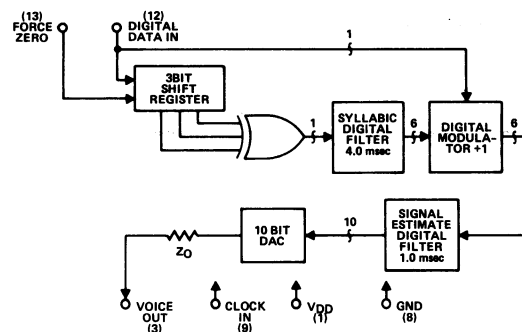 (13)
FORCE
ZERO
(12)
DIGITAL
DATA IN
1
3BIT
SHIFT
REGISTER
1
SYLLABIC
DIGITAL
FILTER
4.0 msec
6
DIGITAL
MODULA-
TOR +1
6
ZO
10 BIT
DAC
10
SIGNAL
ESTIMATE
DIGITAL
FILTER
1.0 msec
VOICE
OUT
(3)
CLOCK
IN
(9)
VDD
(1)
GND
(8)